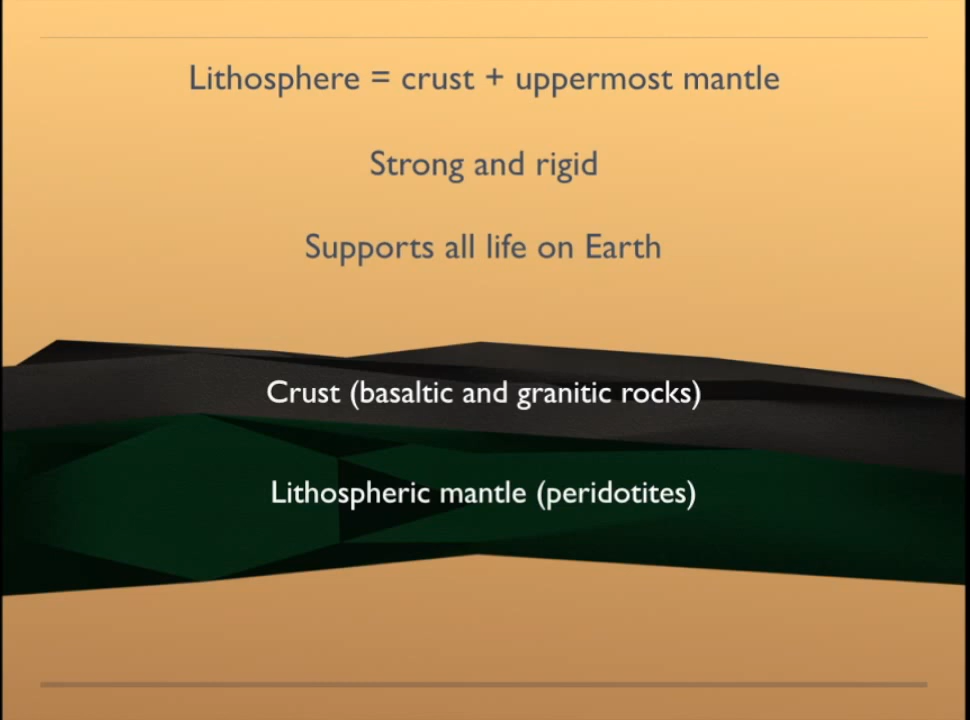 Lithosphere = crust + uppermost mantle
Strong and rigid
Supports all life on Earth
Crust (basaltic and granitic rocks)
Lithospheric mantle (peridotites)